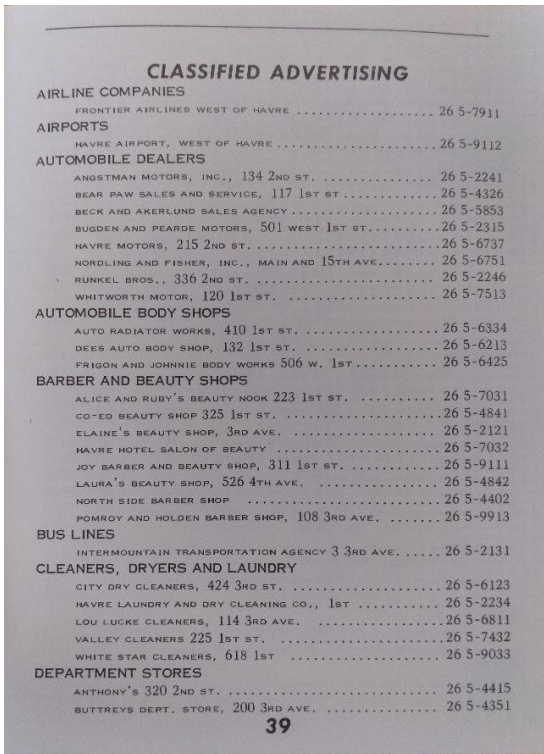 CLASSIFIED ADVERTISING
AIRLINE COMPANIES
FRONTIER AIRLINES WEST OF HAVRE ................... 26 5-7911
AIRPORTS
HAVRE AIRPORT, WEST OF HAVRE ...................... 26 5-9112
AUTOMOBILE DEALERS
ANGSTMAN MOTORS, INC., 134 2ND ST. ............... 26 5-2241
BEAR PAW SALES AND SERVICE, 117 1ST ST ............. 26 5-4326
BECK AND AKERLUND SALES AGENCY .................... 26 5-5853
BUGDEN AND PEARDE MOTORS, 501 WEST 1ST ST.......... 26 5-2315
HAVRE MOTORS, 215 2ND ST. ......................... 26 5-6737
NORDLING AND FISHER, INC., MAIN AND 15TH AVE........ 26 5-6751
RUNKEL BROS., 336 2ND ST. ......................... 26 5-2246
WHITWORTH MOTOR, 120 1ST ST. .................... 26 5-7513
AUTOMOBILE BODY SHOPS
AUTO RADIATOR WORKS, 410 1ST ST. .................. 26 5-6334
DEES AUTO BODY SHOP, 132 1ST ST. .................. 26 5-6213
FRIGON AND JOHNNIE BODY WORKS 506 W. 1ST ........... 26 5-6425
BARBER AND BEAUTY SHOPS
ALICE AND RUBY'S BEAUTY NOOK 223 1ST ST. .......... 26 5-7031
CO-ED BEAUTY SHOP 325 1ST ST. ..................... 26 5-4841
ELAINE'S BEAUTY SHOP, 3RD AVE. .................... 26 5-2121
HAVRE HOTEL SALON OF BEAUTY ...................... 26 5-7032
JOY BARBER AND BEAUTY SHOP, 311 1ST ST. ............ 26 5-9111
LAURA'S BEAUTY SHOP, 526 4TH AVE. ................. 26 5-4842
NORTH SIDE BARBER SHOP .......................... 26 5-4402
POMROY AND HOLDEN BARBER SHOP, 108 3RD AVE. ....... 26 5-9913
BUS LINES
INTERMOUNTAIN TRANSPORTATION AGENCY 3 3RD AVE. ..... 26 5-2131
CLEANERS, DRYERS AND LAUNDRY
CITY DRY CLEANERS, 424 3RD ST. ..................... 26 5-6123
HAVRE LAUNDRY AND DRY CLEANING CO., 1ST ........... 26 5-2234
LOU LUCKE CLEANERS, 114 3RD AVE. ................. 26 5-6811
VALLEY CLEANERS 225 1ST ST. ...................... 26 5-7432
WHITE STAR CLEANERS, 618 1ST ..................... 26 5-9033
DEPARTMENT STORES
ANTHONY'S 320 2ND ST. ............................. 26 5-4415
BUTTREYS DEPT. STORE, 200 3RD AVE. ................ 26 5-4351
39